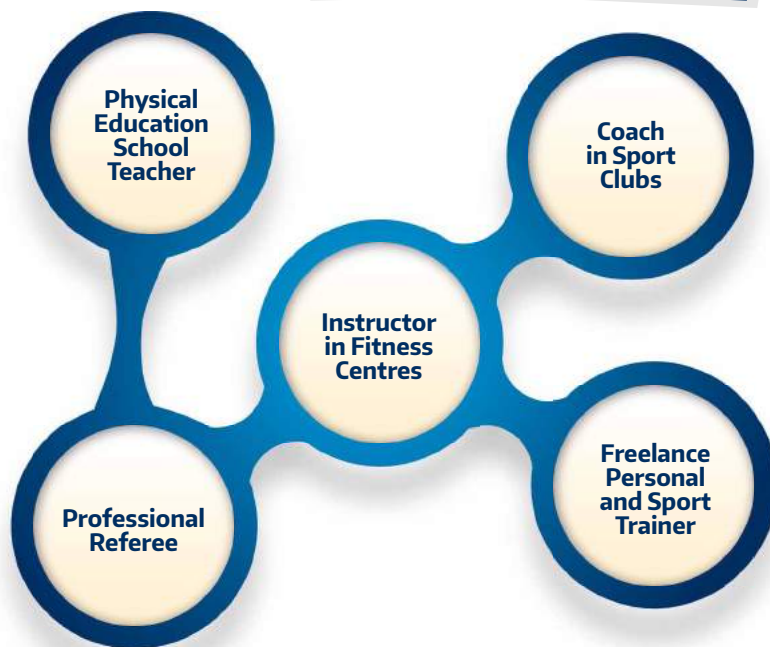 Physical
Education
School
Teacher
Coach
in Sport
Clubs
Instructor
in Fitness
Centres
Professional
Referee
Freelance
Personal
and Sport
Trainer